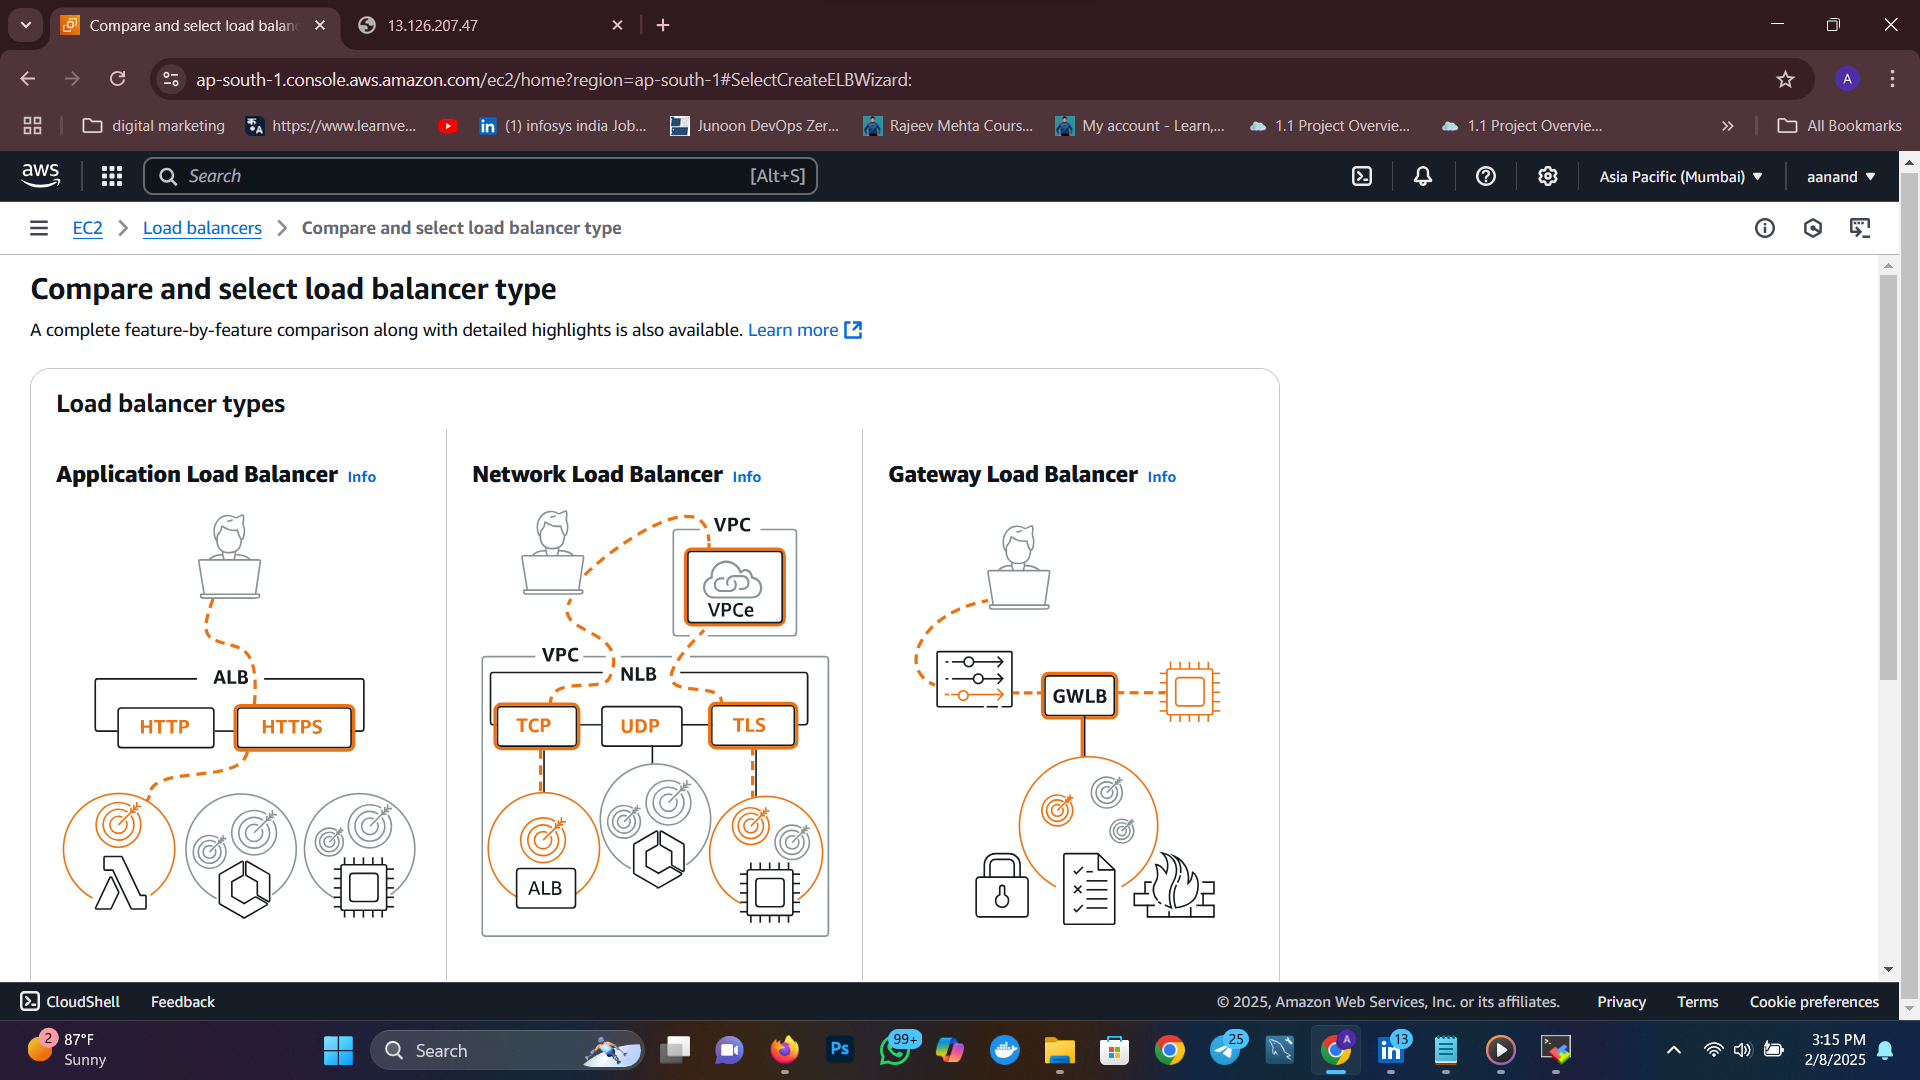 Compare and select load balan
13.126.207.47
ap-south-1.console.aws.amazon.com/ec2/home?region=ap-south-1#SelectCreateELBWizard:
A
digital marketing
https://www.learnve...
(1) infosys india Job...
Junoon DevOps Zer...
Rajeev Mehta Cours...
My account - Learn,...
1.1 Project Overvie...
1.1 Project Overvie...
All Bookmarks
aws
Search
[Alt+S]
Asia Pacific (Mumbai)
aanand
EC2
Load balancers
Compare and select load balancer type
Compare and select load balancer type
A complete feature-by-feature comparison along with detailed highlights is also available. Learn more
Load balancer types
Application Load Balancer Info
ALB
HTTP
HTTPS
Network Load Balancer Info
VPC
VPCe
VPC
NLB
TCP
UDP
TLS
ALB
Gateway Load Balancer Info
GWLB
CloudShell
Feedback
© 2025, Amazon Web Services, Inc. or its affiliates.
Privacy
Terms
Cookie preferences
2
87°F
Sunny
Search
Ps
99+
25
A
13
3:15 PM
2/8/2025